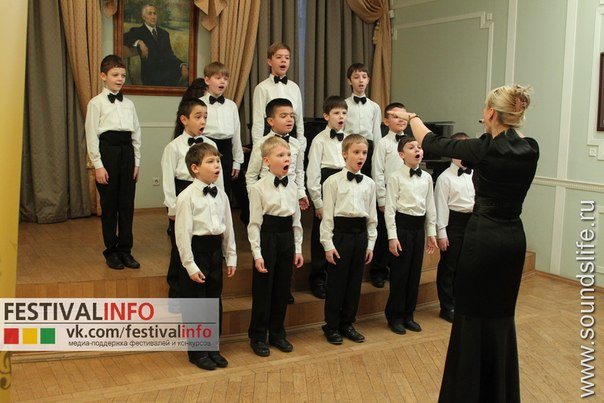 FESTIVALINFO
vk.com/festivalinfo
медиа-поддержка фестивалей и конкурсов
www.soundslife.ru